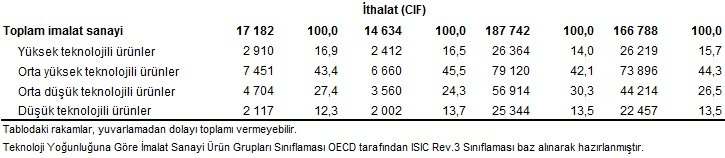 İthalat (CIF)
Toplam imalat sanayi 17 182 100,0 14 634 100,0 187 742 100,0 166 788 100,0
Yüksek teknolojili ürünler 2 910 16,9 2 412 16,5 26 364 14,0 26 219 15,7
Orta yüksek teknolojili ürünler 7 451 43,4 6 660 45,5 79 120 42,1 73 896 44,3
Orta düşük teknolojili ürünler 4 704 27,4 3 560 24,3 56 914 30,3 44 214 26,5
Düşük teknolojili ürünler 2 117 12,3 2 002 13,7 25 344 13,5 22 457 13,5
Tablodaki rakamlar, yuvarlamadan dolayı toplamı vermeyebilir.
Teknoloji Yoğunluğuna Göre İmalat Sanayi Ürün Grupları Sınıflaması OECD tarafından ISIC Rev.3 Sınıflaması baz alınarak hazırlanmıştır.